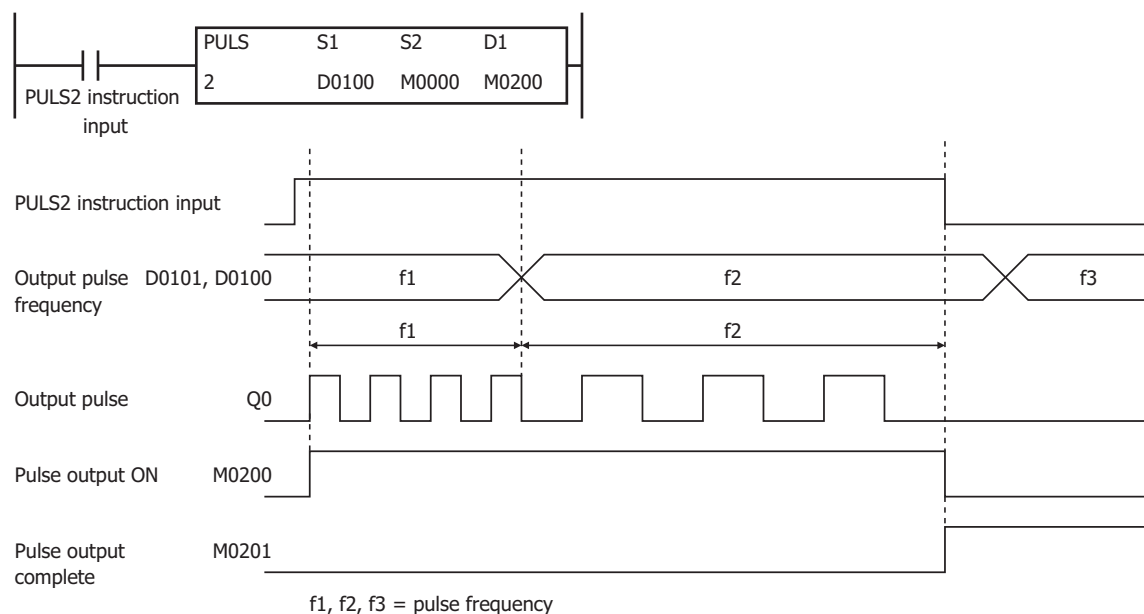 PULS S1 S2 D1
2 D0100 M0000 M0200
PULS2 instruction
input
PULS2 instruction input
Output pulse D0101, D0100 f1 f2 f3
frequency
f1 f2
Output pulse Q0
Pulse output ON M0200
Pulse output M0201
complete
f1, f2, f3 = pulse frequency